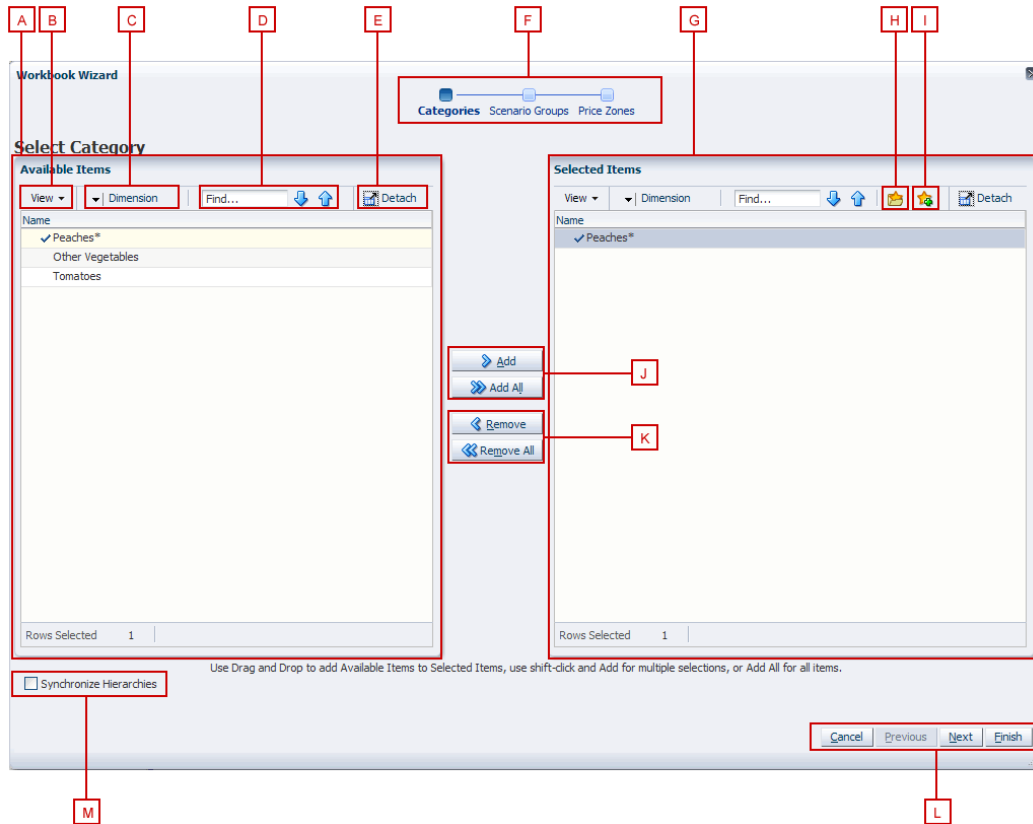 A B C D E F G H I
Workbook Wizard
Categories Scenario Groups Price Zones
Select Category
Available Items
View Dimension Find... Detach
Name
Peaches*
Other Vegetables
Tomatoes
Rows Selected 1
Add
Add All
Remove
Remove All
J
K
Selected Items
View Dimension Find... Detach
Name
Peaches*
Rows Selected 1
Use Drag and Drop to add Available Items to Selected Items, use shift-click and Add for multiple selections, or Add All for all items.
Synchronize Hierarchies
Cancel Previous Next Finish
M L